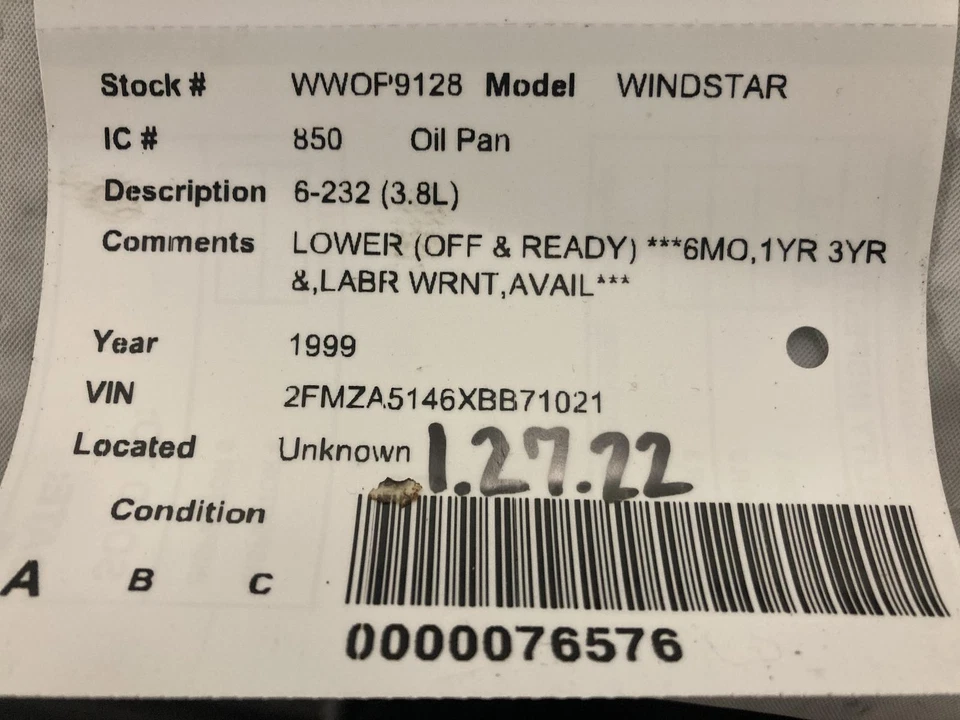 Stock # WWOP9128 Model WINDSTAR
IC # 850 Oil Pan
Description 6-232 (3.8L)
Comments LOWER (OFF & READY) ***6MO,1YR 3YR
&,LABR WRNT,AVAIL***
Year 1999
VIN 2FMZA5146XBB71021
Located Unknown 1.27.22
Condition
A B C
0000076576